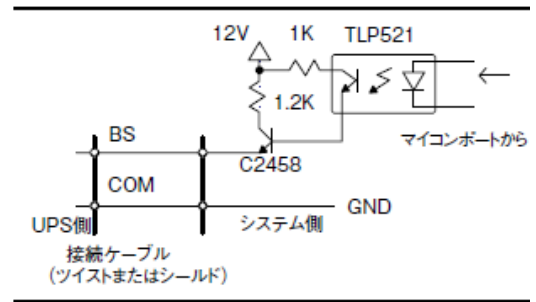 12V 1K TLP521
1.2K
BS
C2458
マイコンポートから
COM
GND
UPS側
システム側
接続ケーブル
(ツイストまたはシールド)